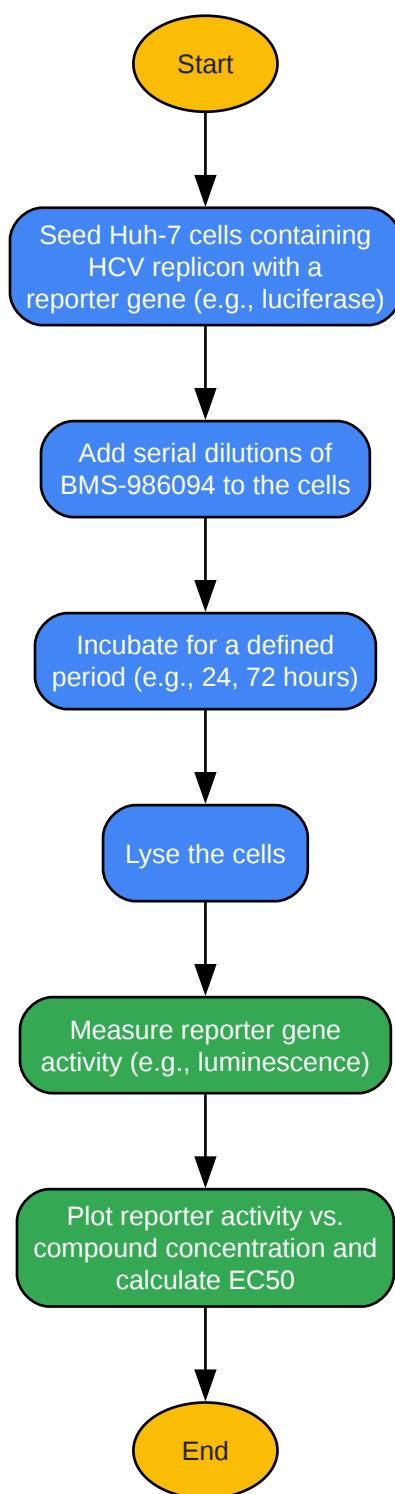 Start
Seed Huh-7 cells containing
HCV replicon with a
reporter gene (e.g., luciferase)
Add serial dilutions of
BMS-986094 to the cells
Incubate for a defined
period (e.g., 24, 72 hours)
Lyse the cells
Measure reporter gene
activity (e.g., luminescence)
Plot reporter activity vs.
compound concentration and
calculate EC50
End